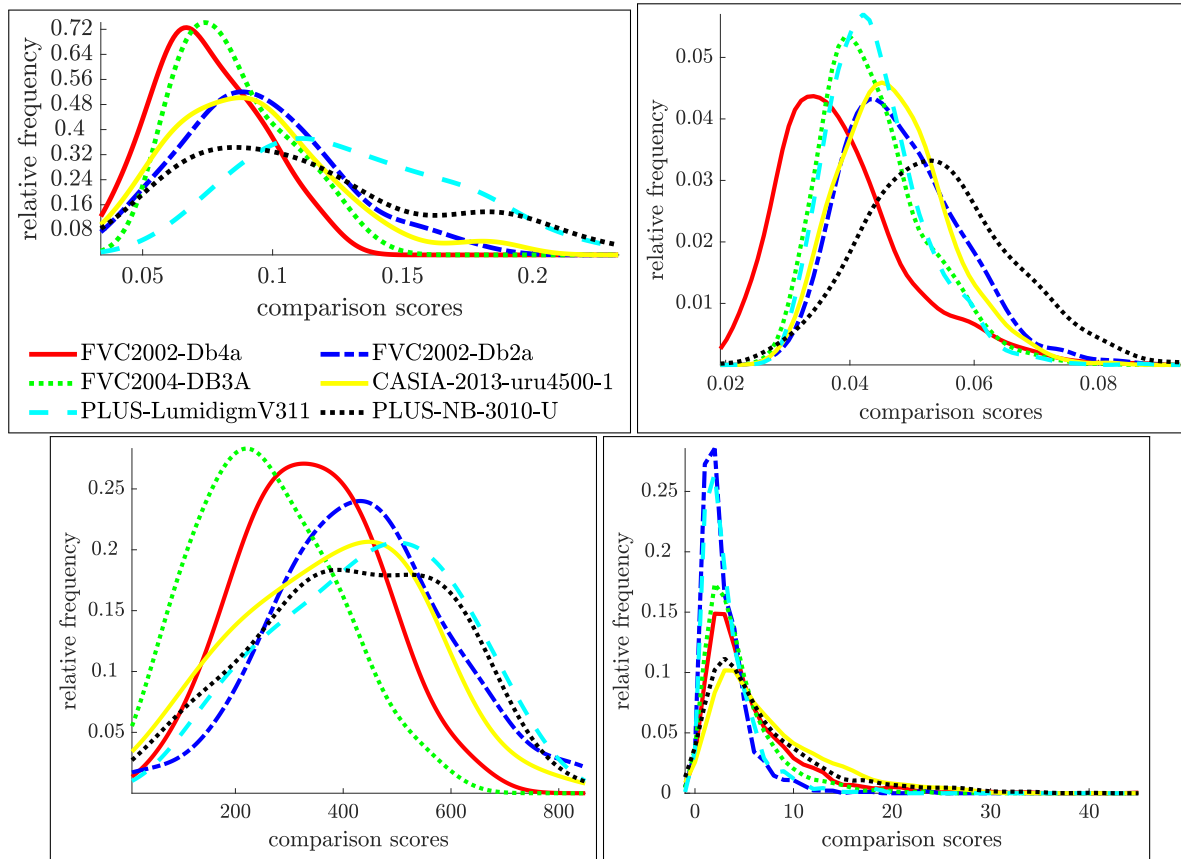 0.72
0.64
0.56
0.48
0.4
0.32
0.24
0.16
0.08
relative frequency
0.05 0.1 0.15 0.2
comparison scores
FVC2002-Db4a FVC2002-Db2a
FVC2004-DB3A CASIA-2013-uru4500-1
PLUS-LumidigmV311 PLUS-NB-3010-U
0.05
0.04
0.03
0.02
0.01
relative frequency
0.02 0.04 0.06 0.08
comparison scores
0.25
0.2
0.15
0.1
0.05
relative frequency
200 400 600 800
comparison scores
0.25
0.2
0.15
0.1
0.05
0
relative frequency
0 10 20 30 40
comparison scores